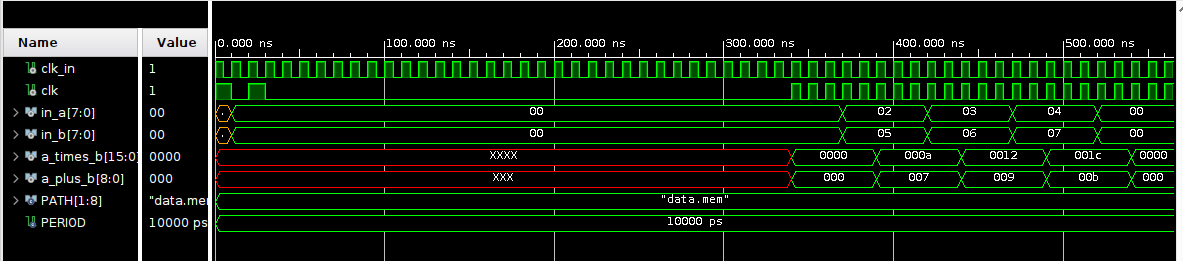 Name Value 0.000 ns 100.000 ns 200.000 ns 300.000 ns 400.000 ns 500.000 ns
clk_in 1
clk 1
in_a[7:0] 00 00 02 03 04 00
in_b[7:0] 00 00 05 06 07 00
a_times_b[15:0] 0000 XXXX 0000 000a 0012 001c 0000
a_plus_b[8:0] 000 XXX 000 007 009 00b 000
PATH[1:8] "data.me "data.mem"
PERIOD 10000 ps 10000 ps